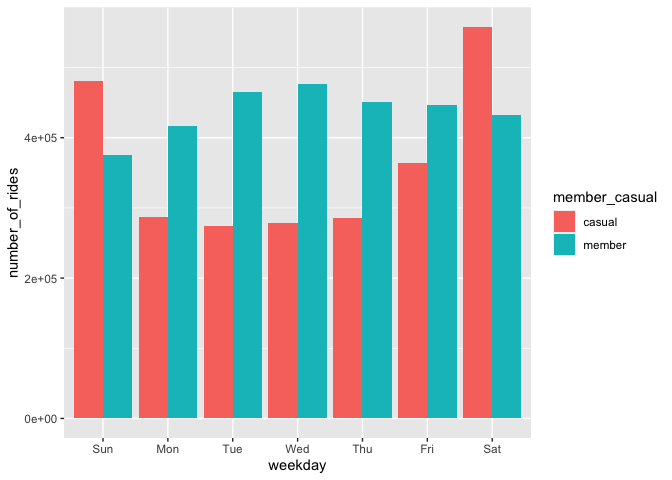 number_of_rides
4e+05
2e+05
0e+00
Sun Mon Tue Wed Thu Fri Sat
weekday
member_casual
casual
member